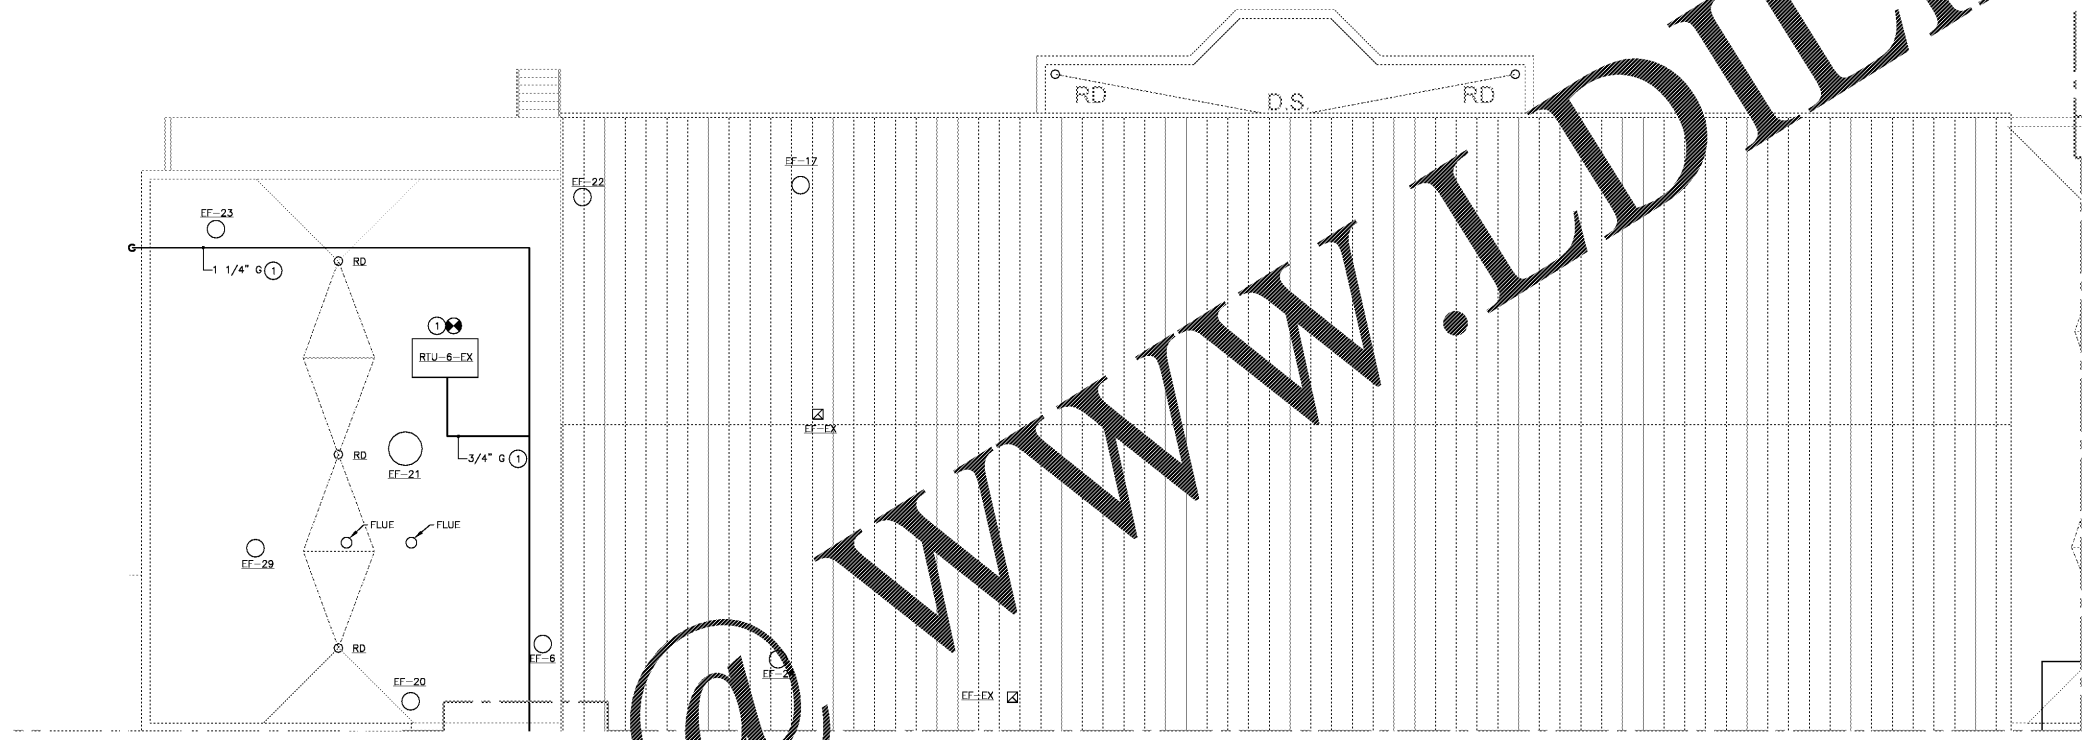 RD
D.S.
RD
EF-17
EF-22
EF-23
G
1 1/4" G 1
RD
1
RTU-6-EX
EF-EX
RD
3/4" G 1
EF-21
FLUE
FLUE
EF-29
RD
EF-6
EF-20
EF-EX
@ WWW.LDIL